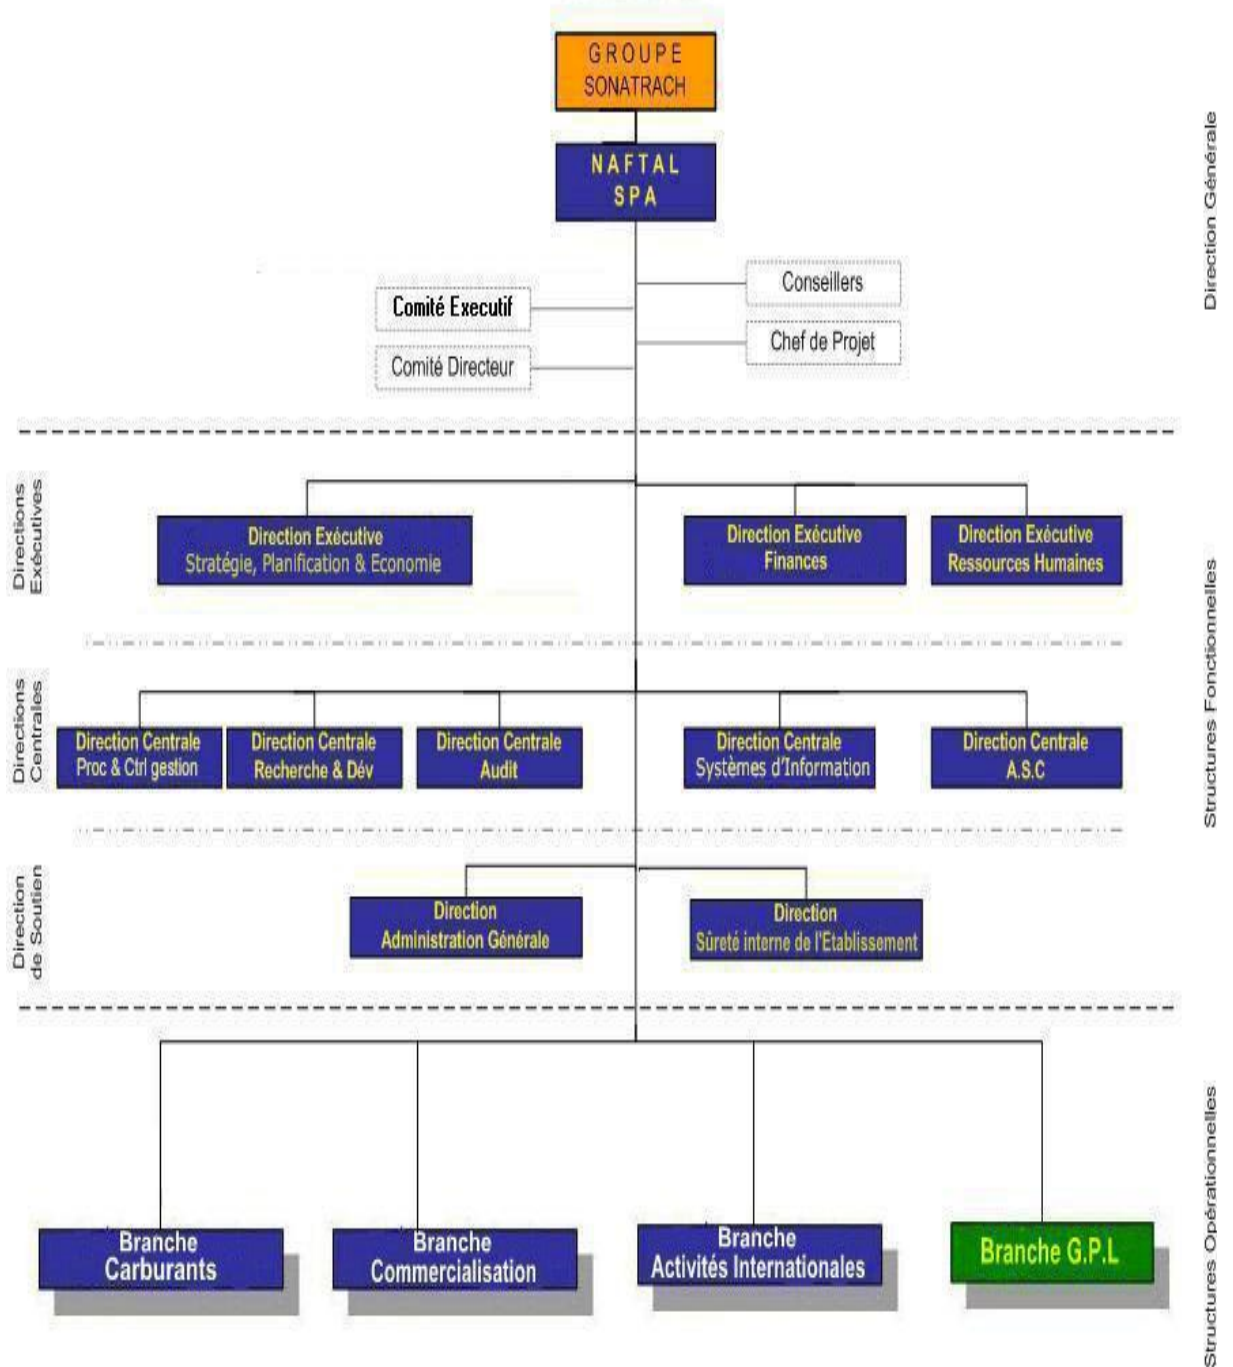 GROUPE
SONATRACH
NAFTAL
SPA
Direction Générale
Conseillers
Comité Executif
Chef de Projet
Comité Directeur
Directions
Exécutives
Direction Exécutive
Stratégie, Planification & Economie
Direction Exécutive
Finances
Direction Exécutive
Ressources Humaines
Structures Fonctionnelles
Directions
Centrales
Direction Centrale
Proc & Ctrl gestion
Direction Centrale
Recherche & Dév
Direction Centrale
Audit
Direction Centrale
Systèmes d'Information
Direction Centrale
A.S.C
Direction
de Soutien
Direction
Administration Générale
Direction
Sûreté interne de l'Etablissement
Structures Opérationnelles
Branche
Carburants
Branche
Commercialisation
Branche
Activités Internationales
Branche G.P.L